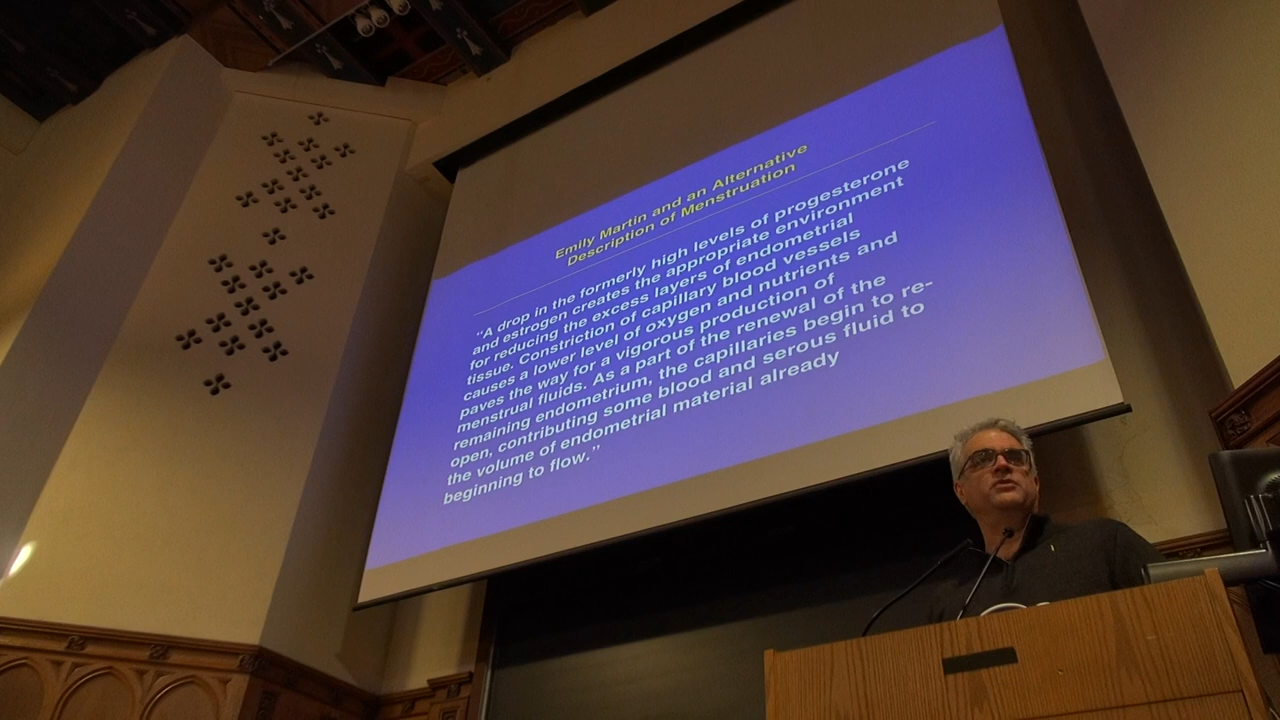 Emily Martin and an Alternative
Description of Menstruation
“A drop in the formerly high levels of progesterone
and estrogen creates the appropriate environment
for reducing the excess layers of endometrial
tissue. Constriction of capillary blood vessels
causes a lower level of oxygen and nutrients and
paves the way for a vigorous production of
menstrual fluids. As a part of the renewal of the
remaining endometrium, the capillaries begin to re-
open, contributing some blood and serous fluid to
the volume of endometrial material already
beginning to flow.”